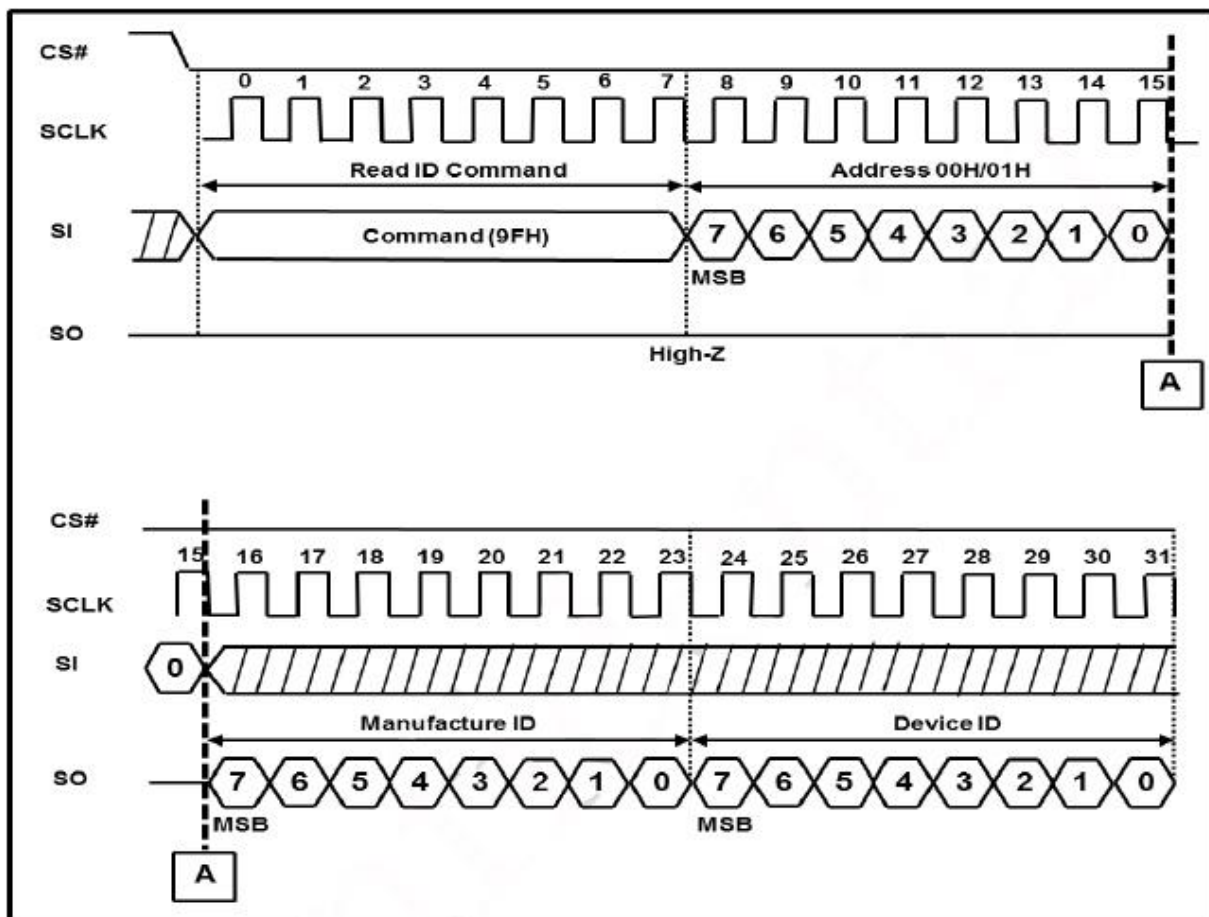 CS#
0 1 2 3 4 5 6 7 8 9 10 11 12 13 14 15
SCLK
Read ID Command Address 00H/01H
SI Command (9FH) 7 6 5 4 3 2 1 0
MSB
SO
High-Z
A
CS#
15 16 17 18 19 20 21 22 23 24 25 26 27 28 29 30 31
SCLK
SI 0
Manufacture ID Device ID
SO 7 6 5 4 3 2 1 0 7 6 5 4 3 2 1 0
MSB MSB
A